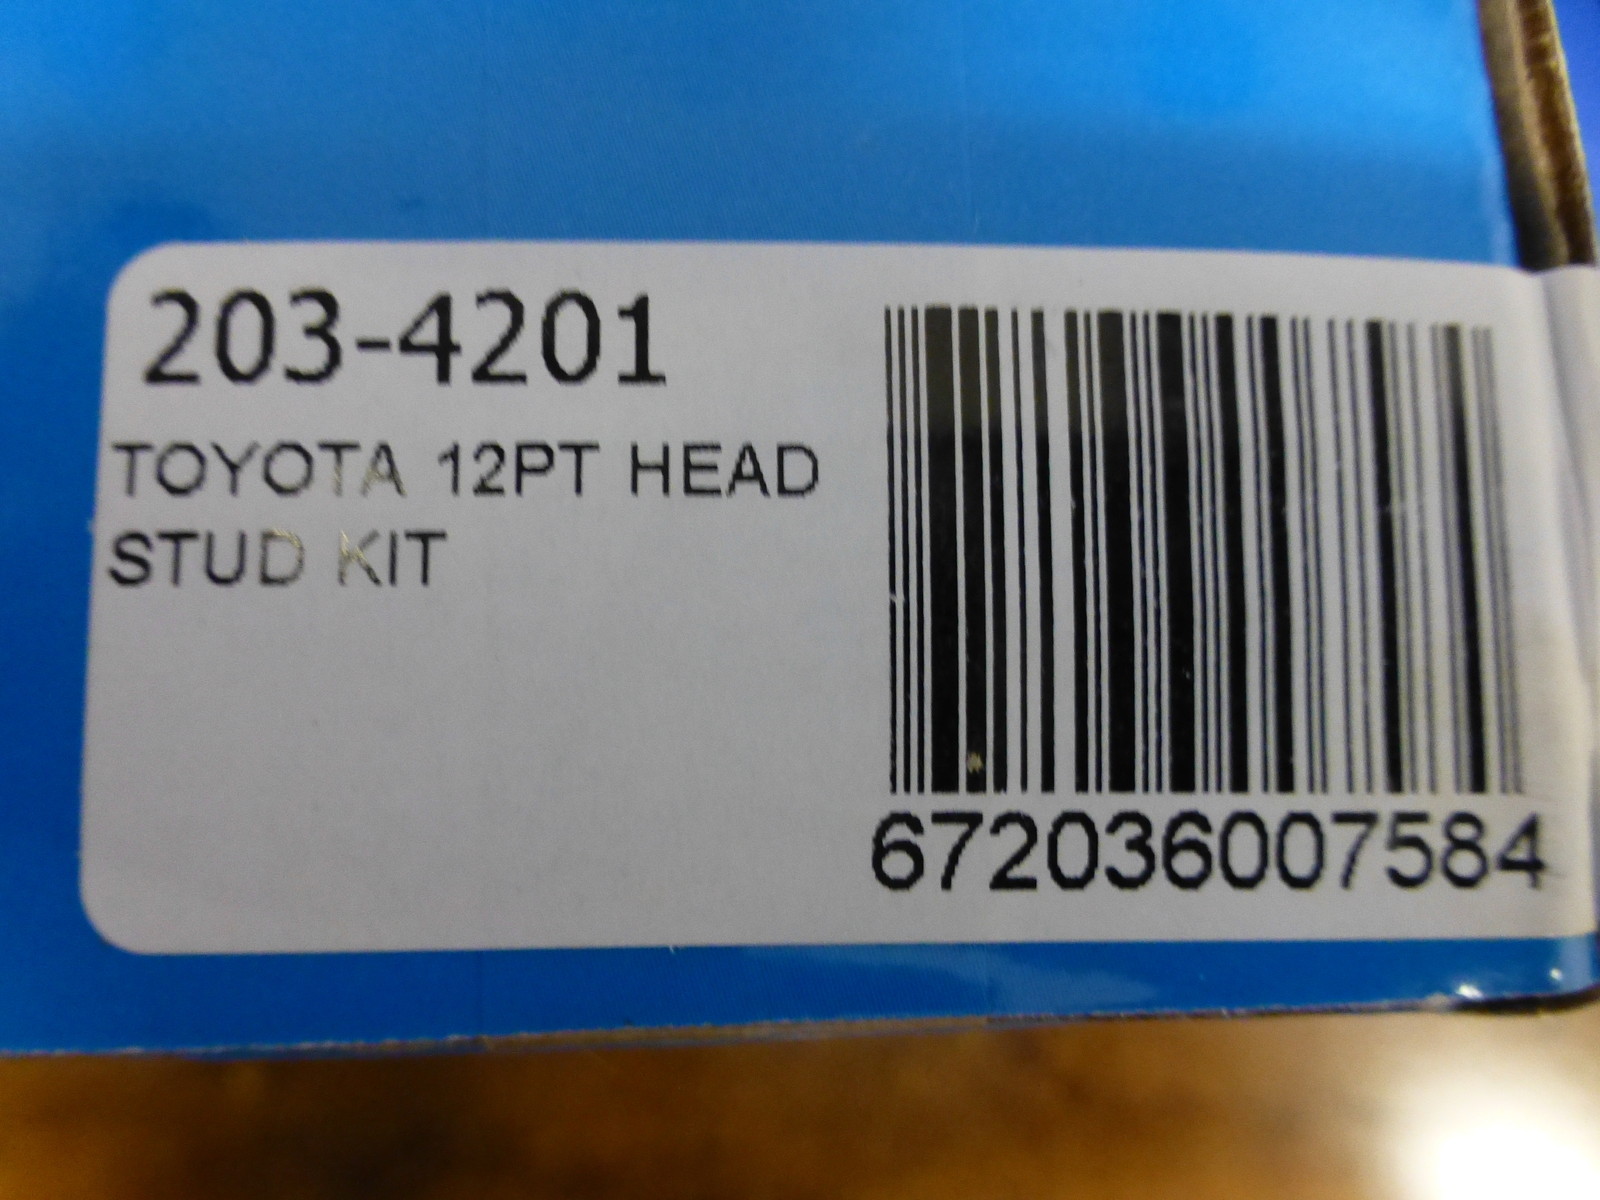 203-4201
TOYOTA 12PT HEAD
STUD KIT
672036007584